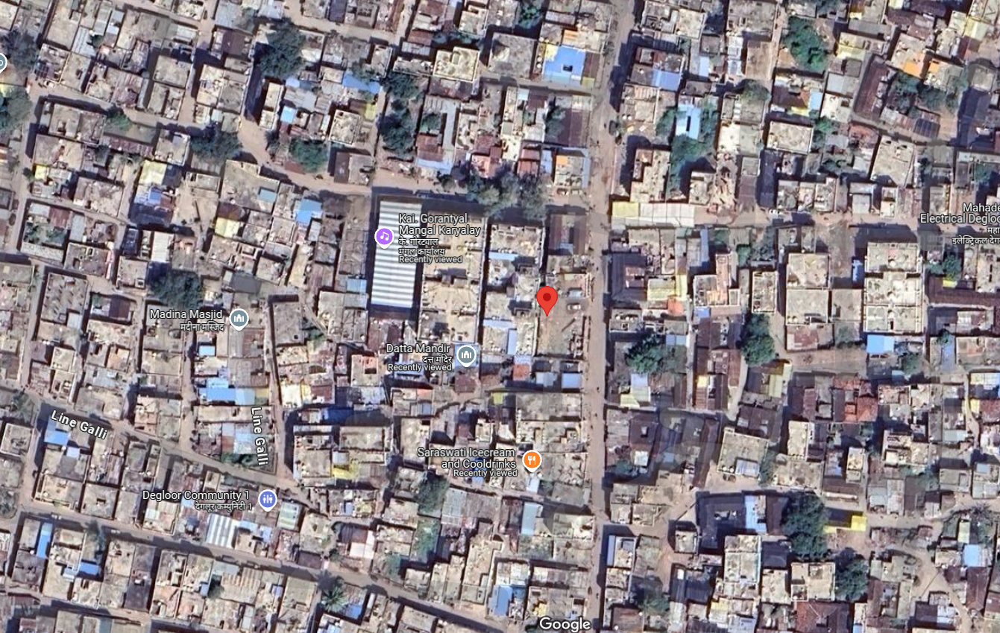 Kai. Gorantyal
Mangal Karyalay
के. गोरंट्याल
मंगल कार्यालय
Recently viewed
Mahade
Electrical Degloo
महा
इलेक्ट्रिकल देग
Madina Masjid
मदीना मस्जिद
Datta Mandir
दत्त मंदिर
Recently viewed
Line Galli
Line Galli
Saraswati Icecream
and Cooldrinks
Recently viewed
Degloor Community 1
देगलूर कम्युनिटी 1
Google